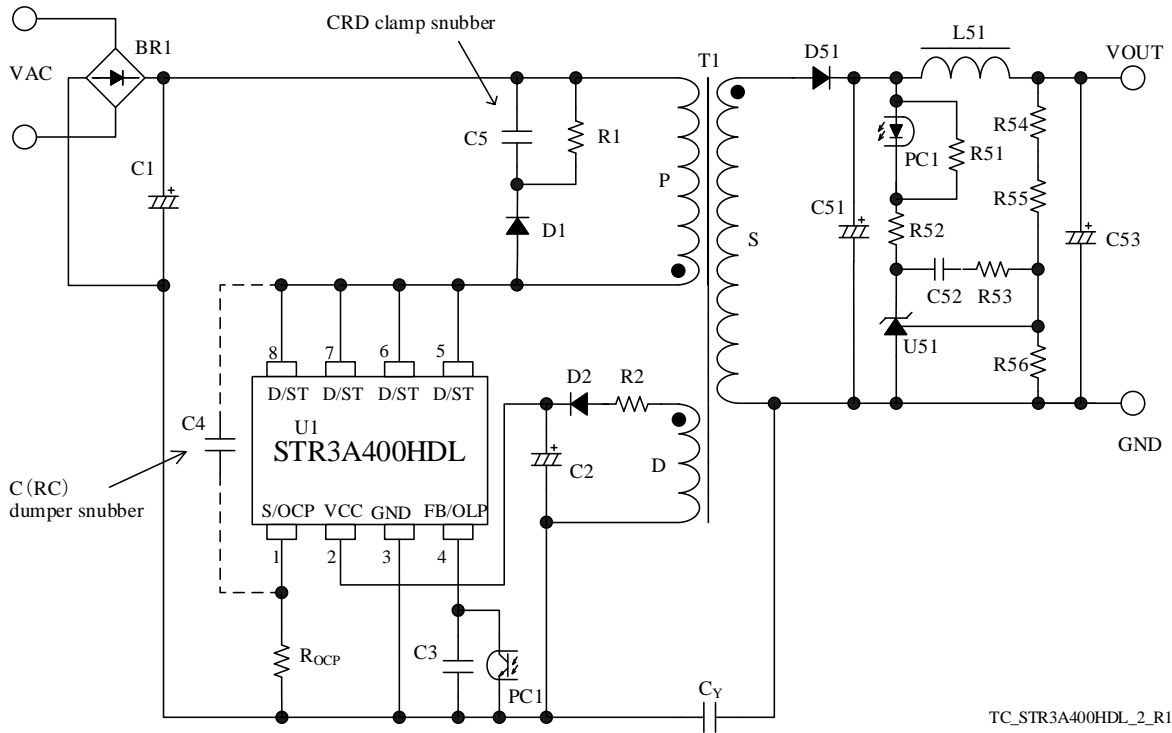 CRD clamp snubber
VAC
BR1
C1
C5
R1
D1
T1
P
S
D51
L51
VOUT
PC1
R51
R54
R55
C51
R52
C53
C52
R53
U51
R56
GND
8
7
6
5
D/ST
D/ST
D/ST
D/ST
U1
STR3A400HDL
S/OCP
VCC
GND
FB/OLP
1
2
3
4
C4
C(RC)
dumper snubber
D2
R2
C2
D
ROCP
C3
PC1
CY
TC_STR3A400HDL_2_R1